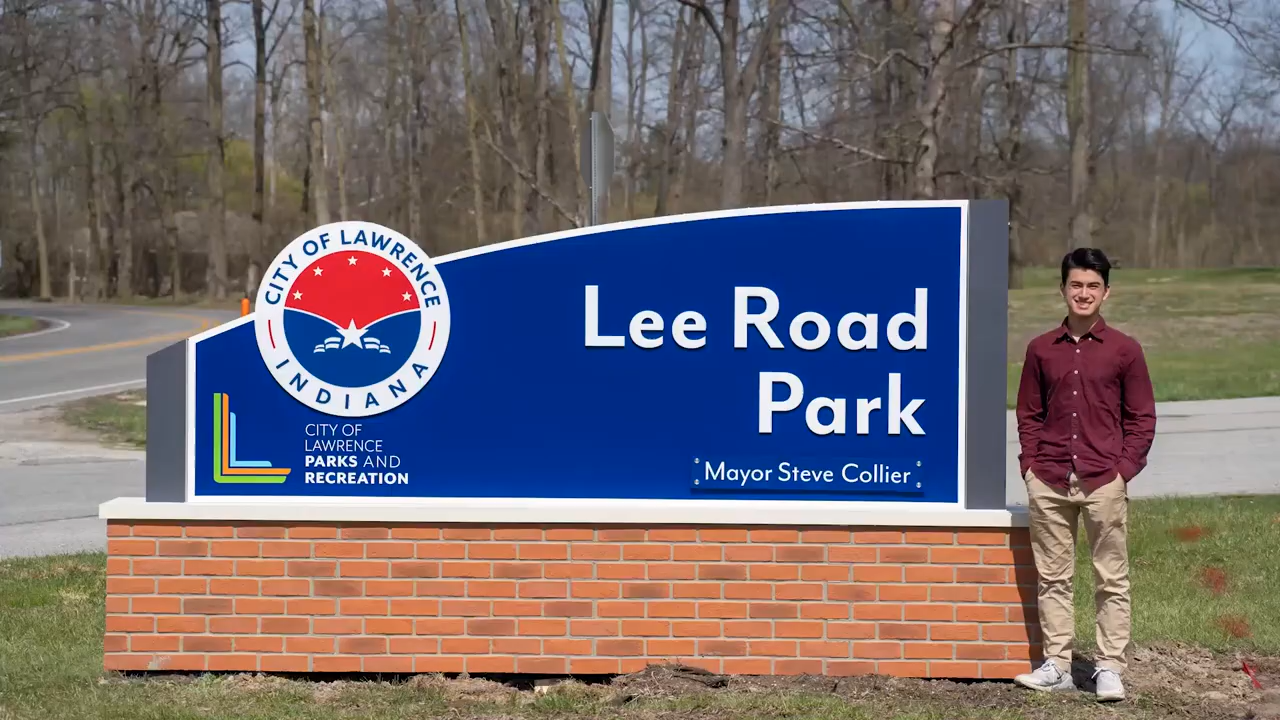 CITY OF LAWRENCE
INDIANA
CITY OF
LAWRENCE
PARKS AND
RECREATION
Lee Road
Park
Mayor Steve Collier